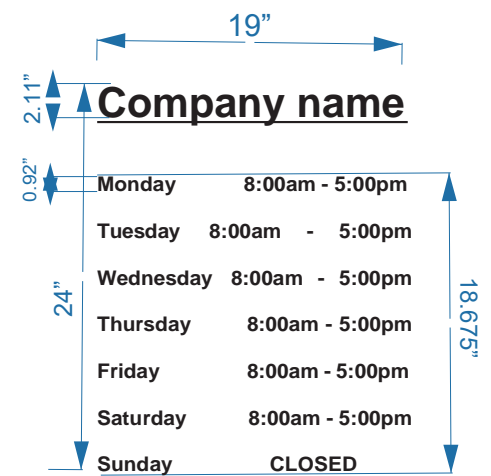 19”
2.11”
Company name
0.92”
Monday 8:00am - 5:00pm
Tuesday 8:00am - 5:00pm
Wednesday 8:00am - 5:00pm
24”
18.675”
Thursday 8:00am - 5:00pm
Friday 8:00am - 5:00pm
Saturday 8:00am - 5:00pm
Sunday CLOSED